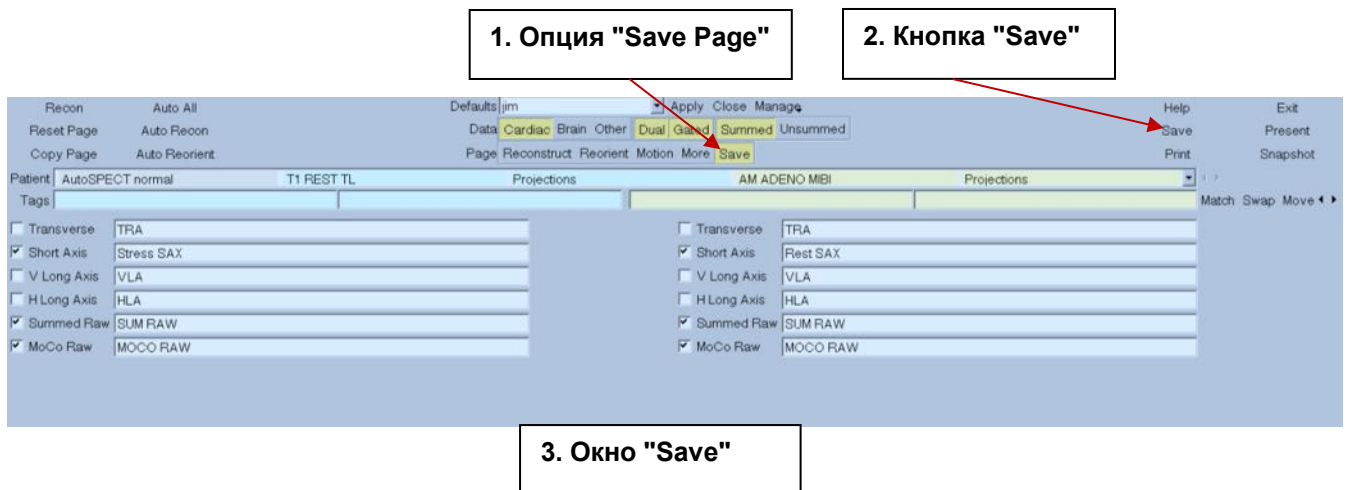 1. Опция "Save Page"
2. Кнопка "Save"
Recon Auto All Defaults jim Apply Close Manage Help Exit
Reset Page Auto Recon Data Cardiac Brain Other Dual Gated Summed Unsummed Save Present
Copy Page Auto Reorient Page Reconstruct Reorient Motion More Save Print Snapshot
Patient AutoSPECT normal T1 REST TL Projections AM ADENO MIBI Projections
Tags Match Swap Move
Transverse TRA Transverse TRA
Short Axis Stress SAX Short Axis Rest SAX
V Long Axis VLA V Long Axis VLA
H Long Axis HLA H Long Axis HLA
Summed Raw SUM RAW Summed Raw SUM RAW
MoCo Raw MOCO RAW MoCo Raw MOCO RAW
3. Окно "Save"